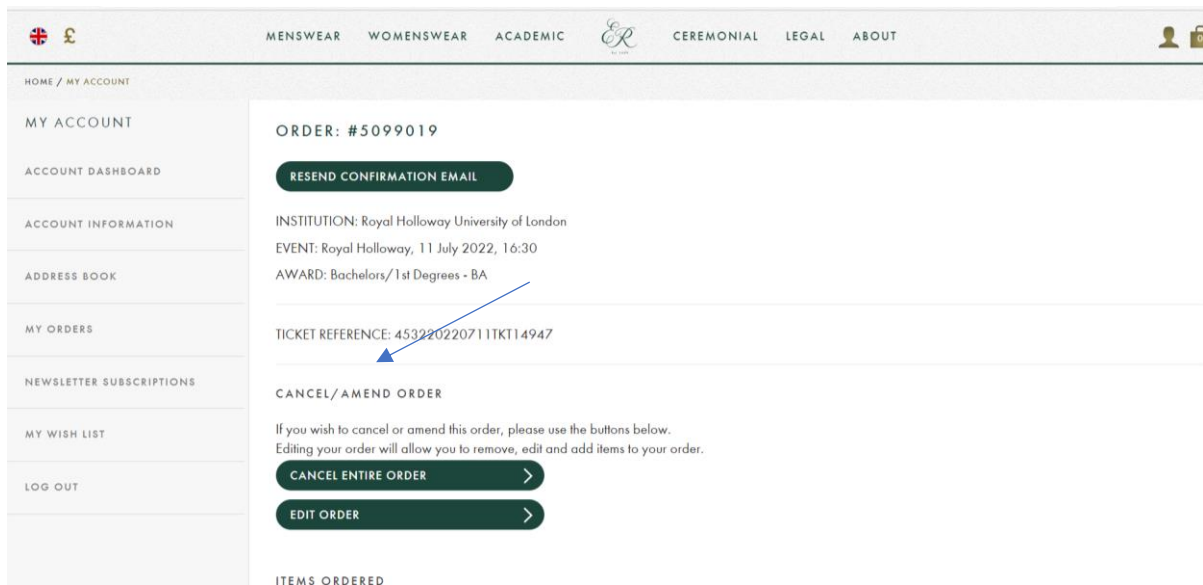 £ MENSWEAR WOMENSWEAR ACADEMIC ER CEREMONIAL LEGAL ABOUT
HOME / MY ACCOUNT
MY ACCOUNT
ACCOUNT DASHBOARD
ACCOUNT INFORMATION
ADDRESS BOOK
MY ORDERS
NEWSLETTER SUBSCRIPTIONS
MY WISH LIST
LOG OUT
ORDER: #5099019
RESEND CONFIRMATION EMAIL
INSTITUTION: Royal Holloway University of London
EVENT: Royal Holloway, 11 July 2022, 16:30
AWARD: Bachelors/1st Degrees - BA
TICKET REFERENCE: 453220220711TKT14947
CANCEL/AMEND ORDER
If you wish to cancel or amend this order, please use the buttons below.
Editing your order will allow you to remove, edit and add items to your order.
CANCEL ENTIRE ORDER
EDIT ORDER
ITEMS ORDERED